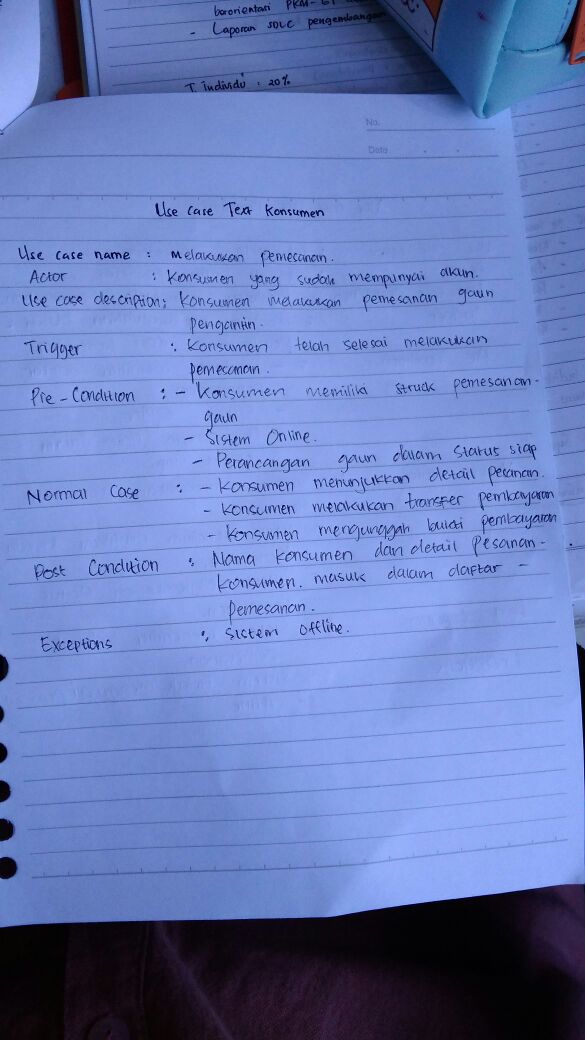 berorientasi PKM-
- Laporan SDLC pengembangan
T. Individu : 20%
No.
Date
Use case Text Konsumen
Use case name : Melakukan pemesanan.
Actor : Konsumen yang sudah mempunyai akun.
Use case description : Konsumen melakukan pemesanan gaun
pengantin.
Trigger : Konsumen telah selesai melakukan
pemesanan.
Pre-Condition : - Konsumen memiliki struck pemesanan-
gaun
- Sistem Online.
- Perancangan gaun dalam status siap
Normal Case : - Konsumen menunjukkan detail pesanan.
- Konsumen melakukan transfer pembayaran
- Konsumen mengunggah bukti pembayaran
Post Condition : Nama konsumen dan detail pesanan-
konsumen. masuk dalam daftar -
pemesanan.
Exceptions : Sistem offline.